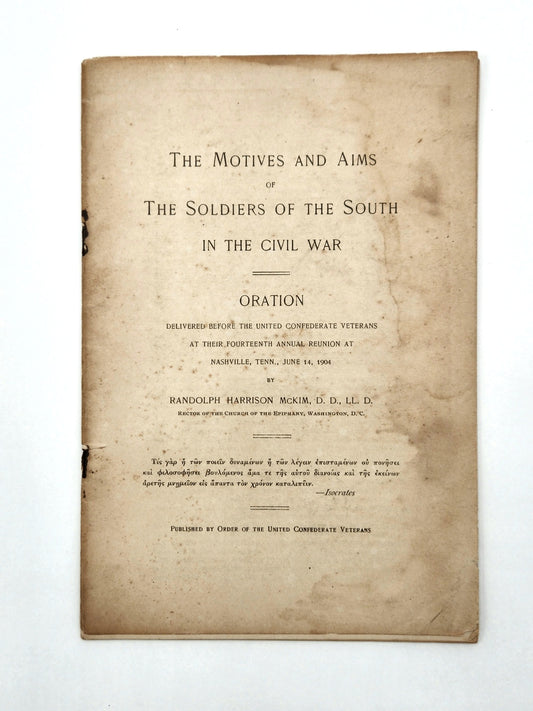 THE MOTIVES AND AIMS
OF
THE SOLDIERS OF THE SOUTH
IN THE CIVIL WAR
ORATION
DELIVERED BEFORE THE UNITED CONFEDERATE VETERANS
AT THEIR FOURTEENTH ANNUAL REUNION AT
NASHVILLE, TENN., JUNE 14, 1904
BY
RANDOLPH HARRISON McKIM, D. D., LL. D.
RECTOR OF THE CHURCH OF THE EPIPHANY, WASHINGTON, D. C.
Τίς γὰρ ἢ τῶν ποιεῖν δυναμένων ἢ τῶν λέγειν ἐπισταμένων οὐ πονήσει
καὶ φιλοσοφήσει βουλόμενος ἅμα τε τῆς αὑτοῦ διανοίας καὶ τῆς ἐκείνων
ἀρετῆς μνημεῖον εἰς ἅπαντα τὸν χρόνον καταλιπεῖν.
—Isocrates
PUBLISHED BY ORDER OF THE UNITED CONFEDERATE VETERANS